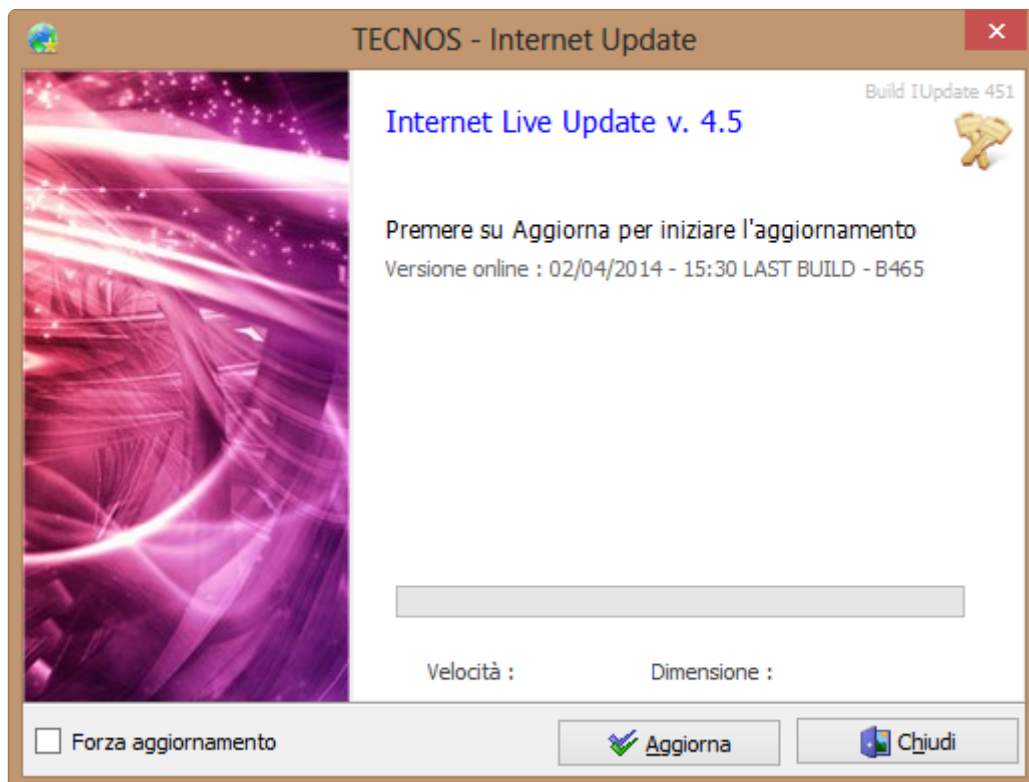 TECNOS - Internet Update
Build IUpdate 451
Internet Live Update v. 4.5
Premere su Aggiorna per iniziare l'aggiornamento
Versione online : 02/04/2014 - 15:30 LAST BUILD - B465
Velocità :
Dimensione :
Forza aggiornamento
Aggiorna
Chiudi